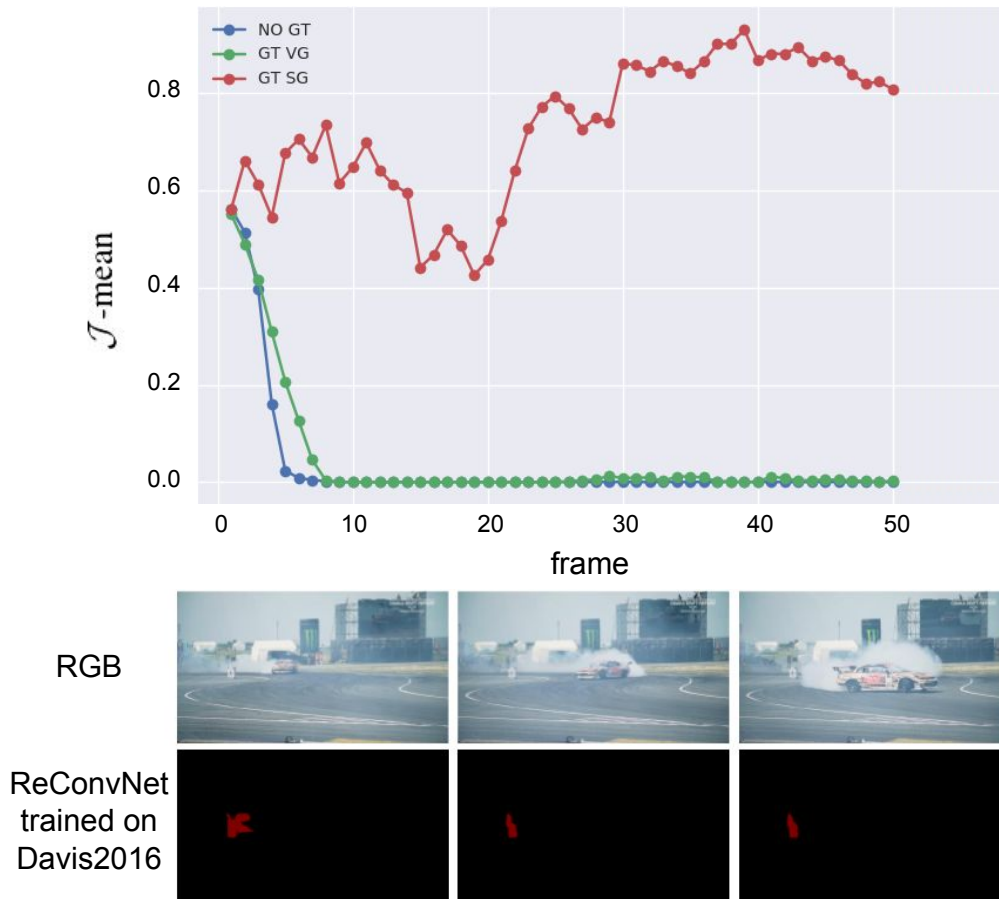 NO GT
GT VG
GT SG
0.8
0.6
0.4
0.2
0.0
𝒥-mean
0
10
20
30
40
50
frame
RGB
ReConvNet
trained on
Davis2016